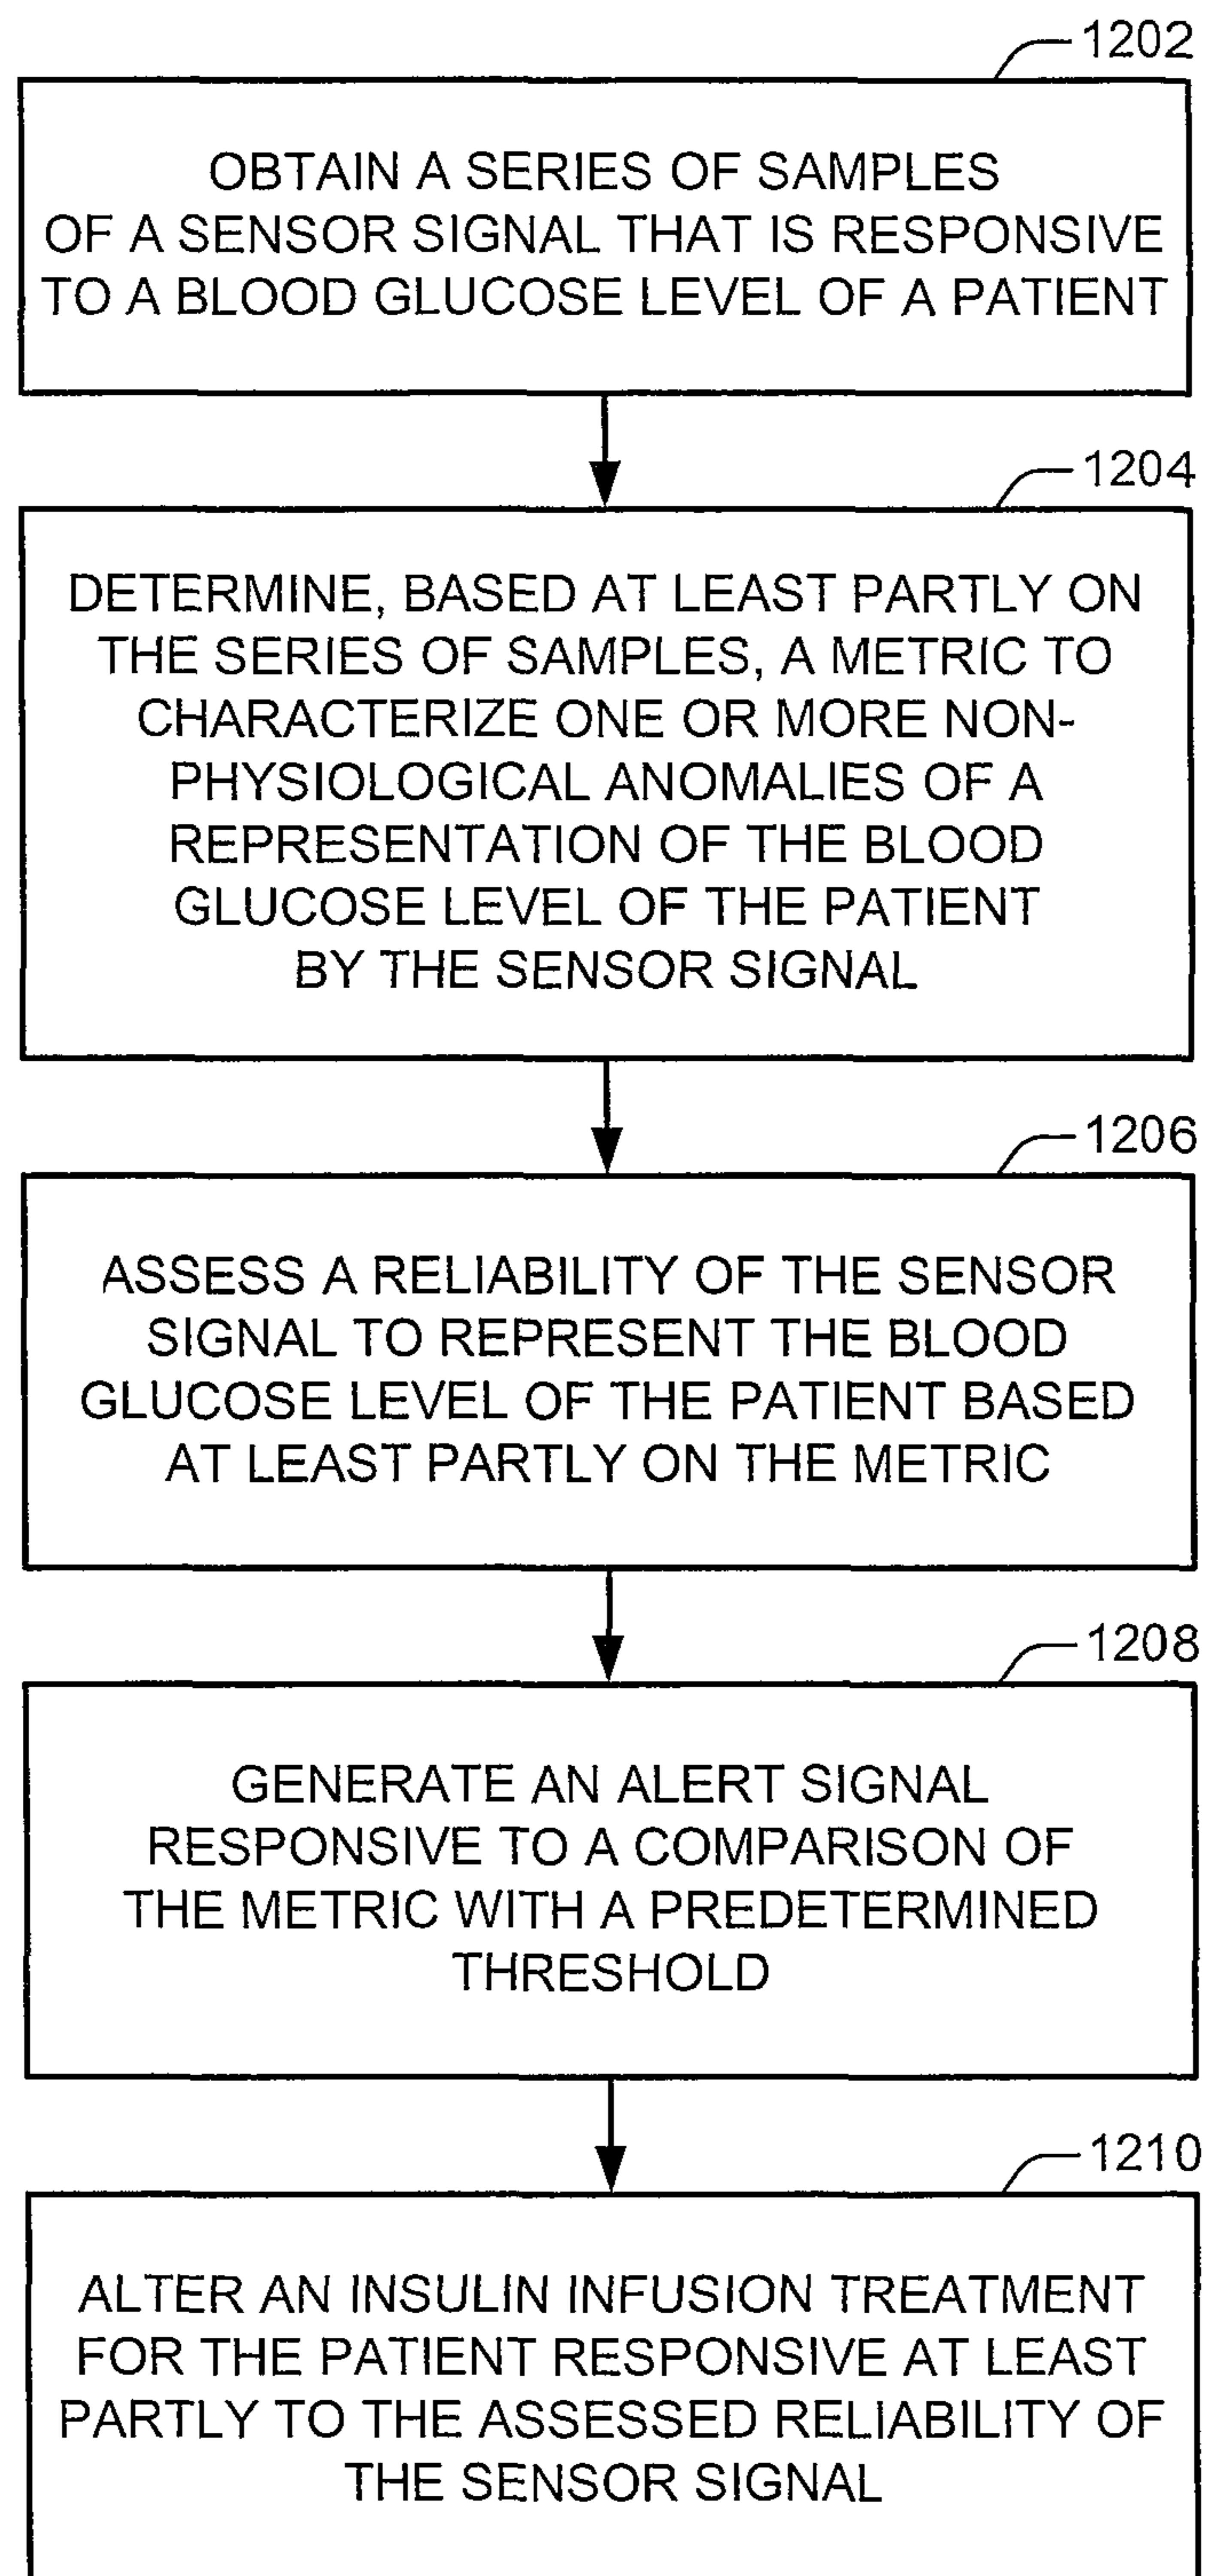 1202
OBTAIN A SERIES OF SAMPLES
OF A SENSOR SIGNAL THAT IS RESPONSIVE
TO A BLOOD GLUCOSE LEVEL OF A PATIENT
1204
DETERMINE, BASED AT LEAST PARTLY ON
THE SERIES OF SAMPLES, A METRIC TO
CHARACTERIZE ONE OR MORE NON-
PHYSIOLOGICAL ANOMALIES OF A
REPRESENTATION OF THE BLOOD
GLUCOSE LEVEL OF THE PATIENT
BY THE SENSOR SIGNAL
1206
ASSESS A RELIABILITY OF THE SENSOR
SIGNAL TO REPRESENT THE BLOOD
GLUCOSE LEVEL OF THE PATIENT BASED
AT LEAST PARTLY ON THE METRIC
1208
GENERATE AN ALERT SIGNAL
RESPONSIVE TO A COMPARISON OF
THE METRIC WITH A PREDETERMINED
THRESHOLD
1210
ALTER AN INSULIN INFUSION TREATMENT
FOR THE PATIENT RESPONSIVE AT LEAST
PARTLY TO THE ASSESSED RELIABILITY OF
THE SENSOR SIGNAL